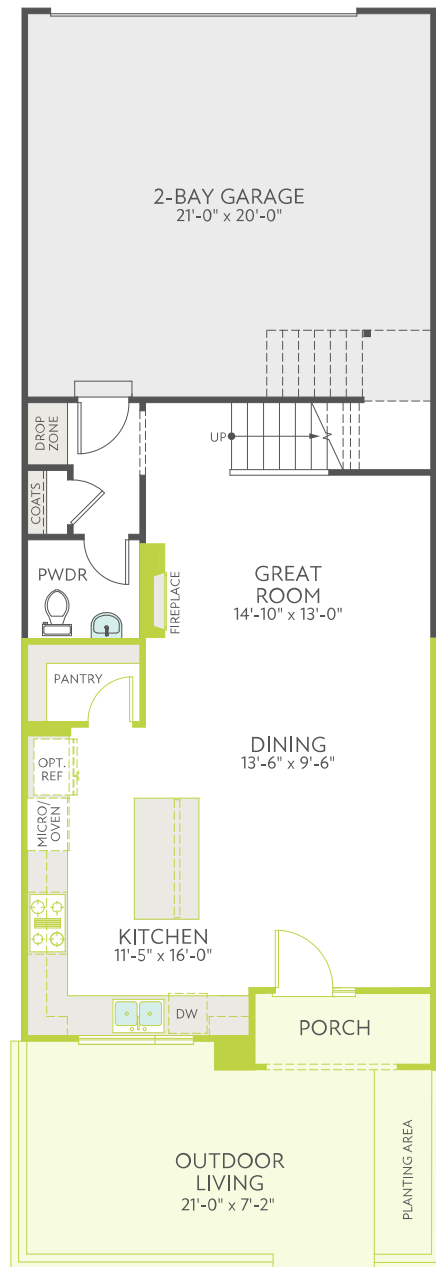 2-BAY GARAGE
21'-0" x 20'-0"
DROP
ZONE
UP
COATS
PWDR
FIREPLACE
GREAT
ROOM
14'-10" x 13'-0"
PANTRY
DINING
13'-6" x 9'-6"
OPT.
REF
MICRO/
OVEN
KITCHEN
11'-5" x 16'-0"
DW
PORCH
OUTDOOR
LIVING
21'-0" x 7'-2"
PLANTING AREA